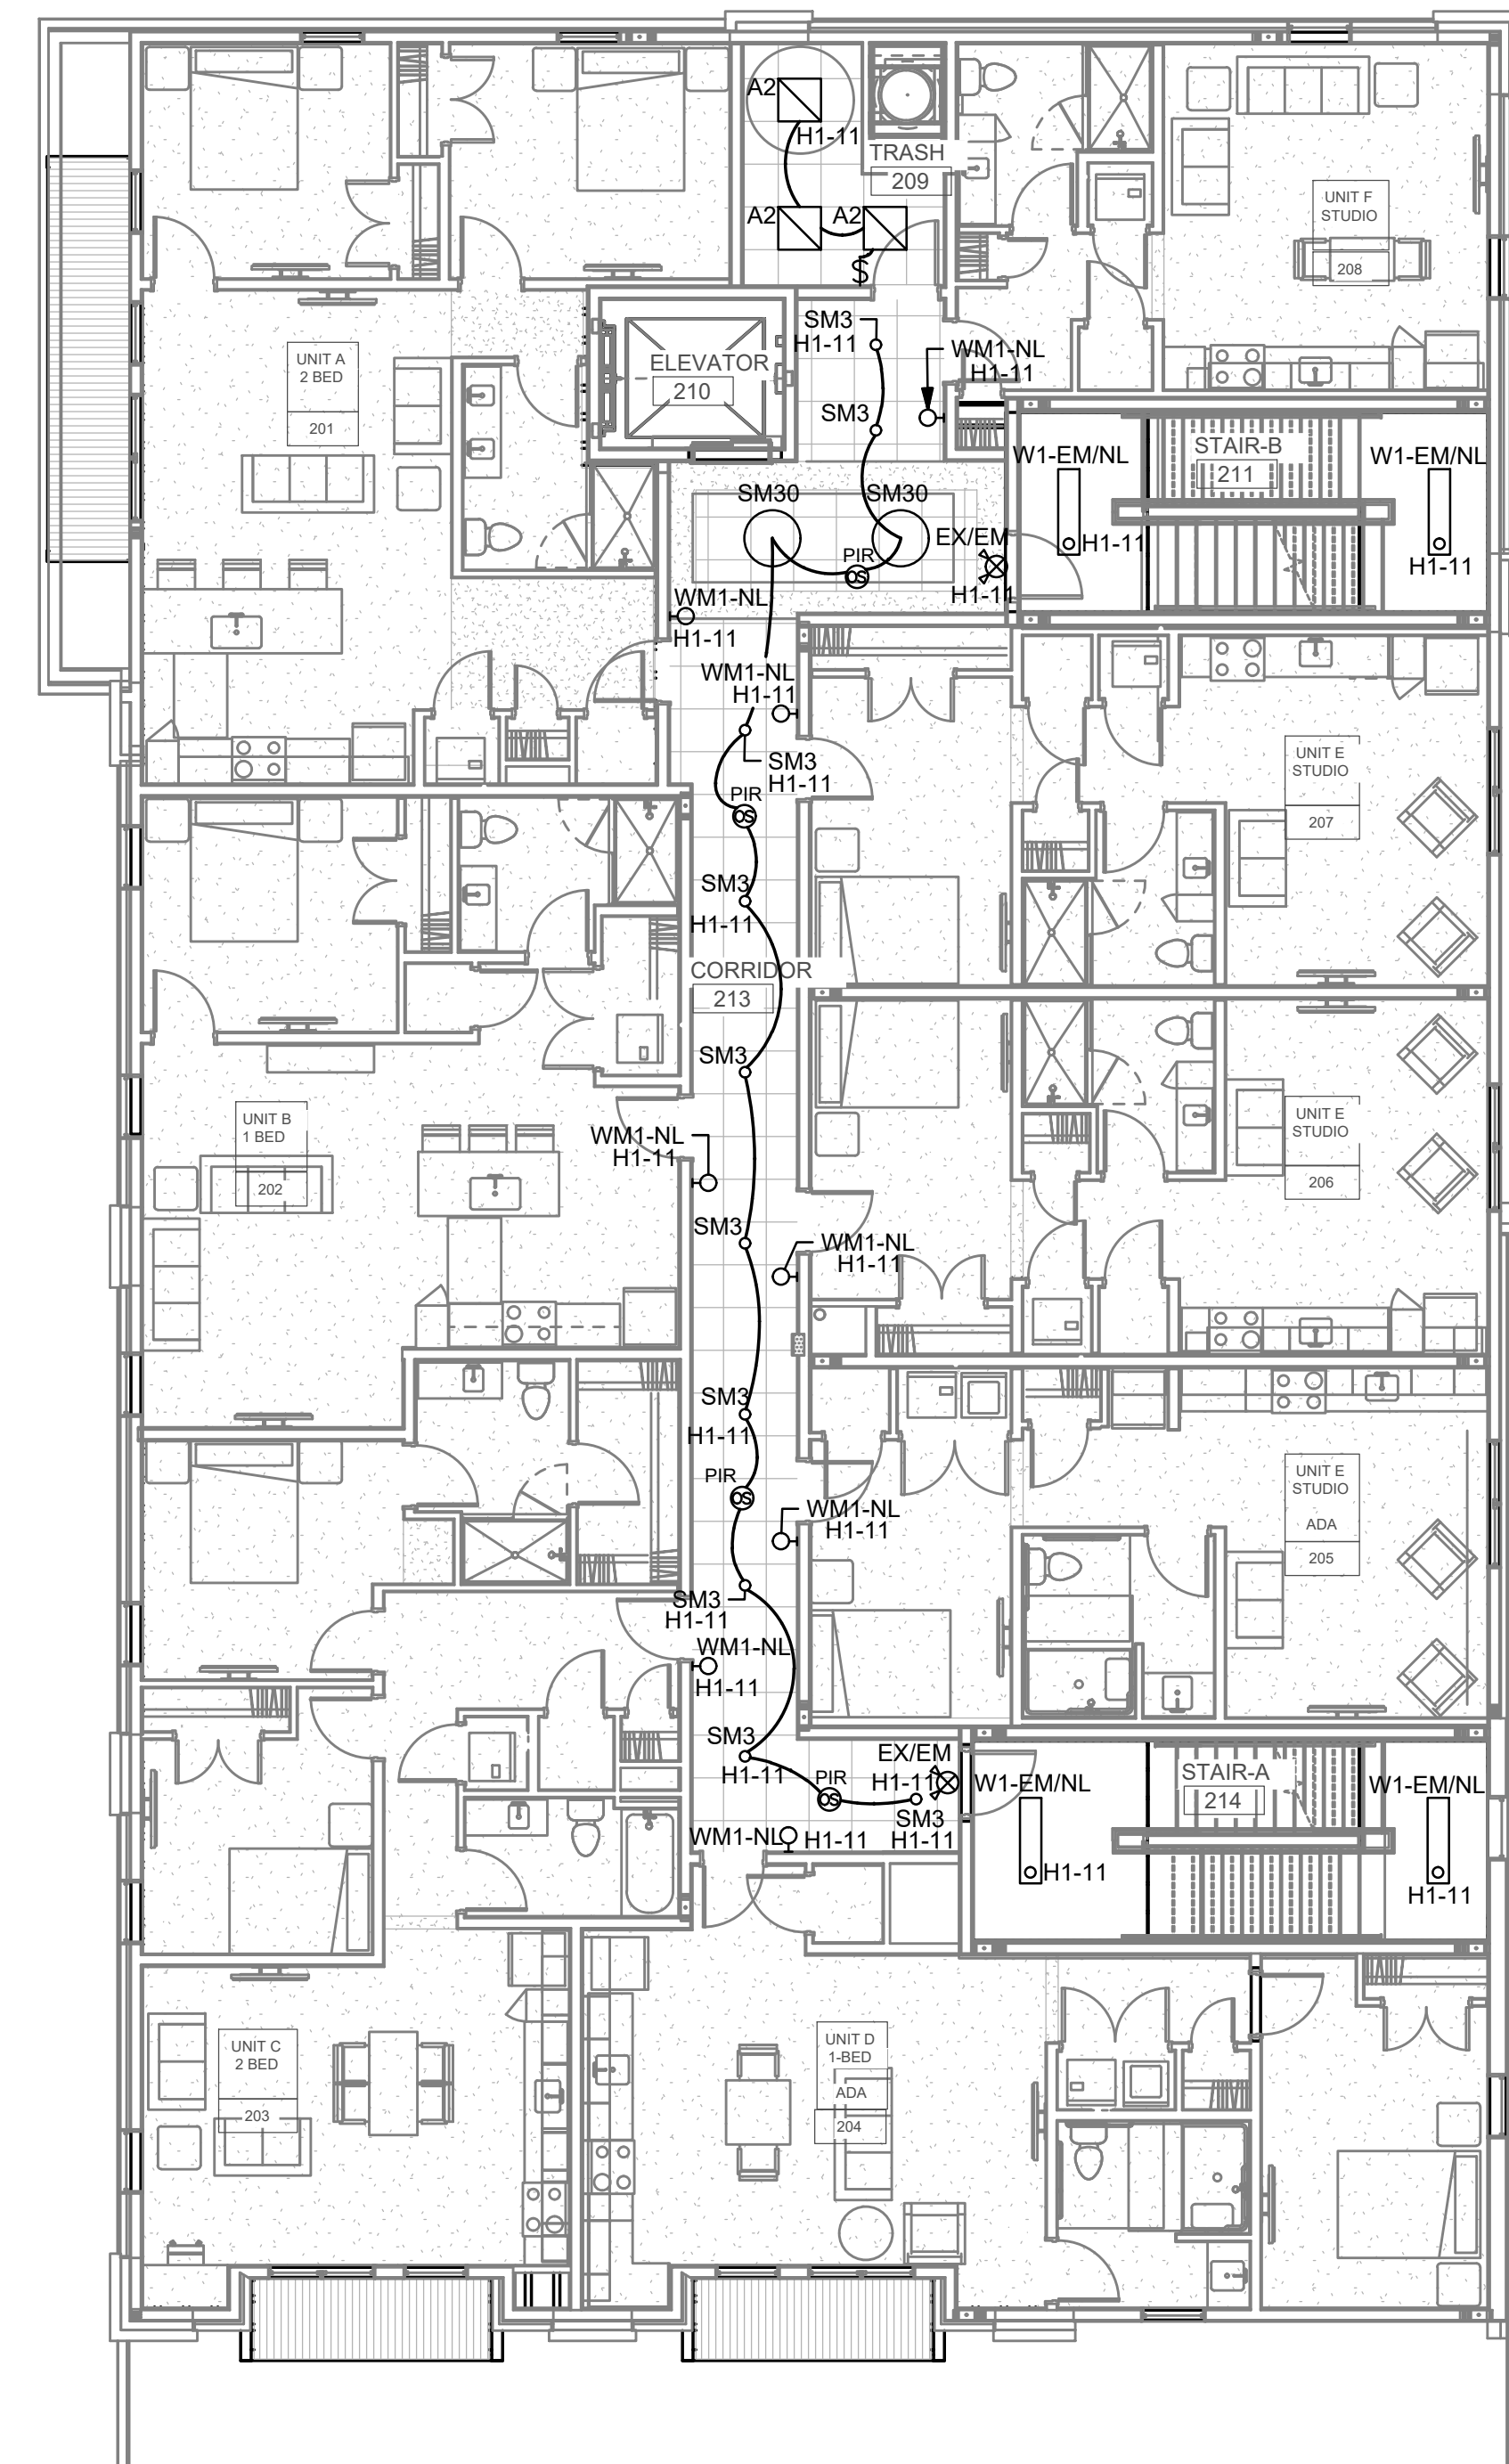 A2
H1-11
TRASH
209
A2
A2
$
UNIT F
STUDIO
208
SM3
H1-11
WM1-NL
H1-11
UNIT A
2 BED
201
ELEVATOR
210
SM3
W1-EM/NL
STAIR-B
211
W1-EM/NL
SM30
SM30
EX/EM
PIR
OS
H1-11
H1-11
H1-11
WM1-NL
H1-11
WM1-NL
H1-11
SM3
H1-11
UNIT E
STUDIO
207
PIR
OS
SM3
H1-11
CORRIDOR
213
SM3
UNIT B
1 BED
202
WM1-NL
H1-11
UNIT E
STUDIO
206
SM3
WM1-NL
H1-11
SM3
H1-11
PIR
OS
UNIT E
STUDIO
ADA
205
WM1-NL
H1-11
SM3
H1-11
WM1-NL
H1-11
SM3
H1-11
EX/EM
H1-11
PIR
OS
SM3
H1-11
W1-EM/NL
STAIR-A
214
W1-EM/NL
WM1-NL
H1-11
H1-11
H1-11
UNIT C
2 BED
203
UNIT D
1-BED
ADA
204